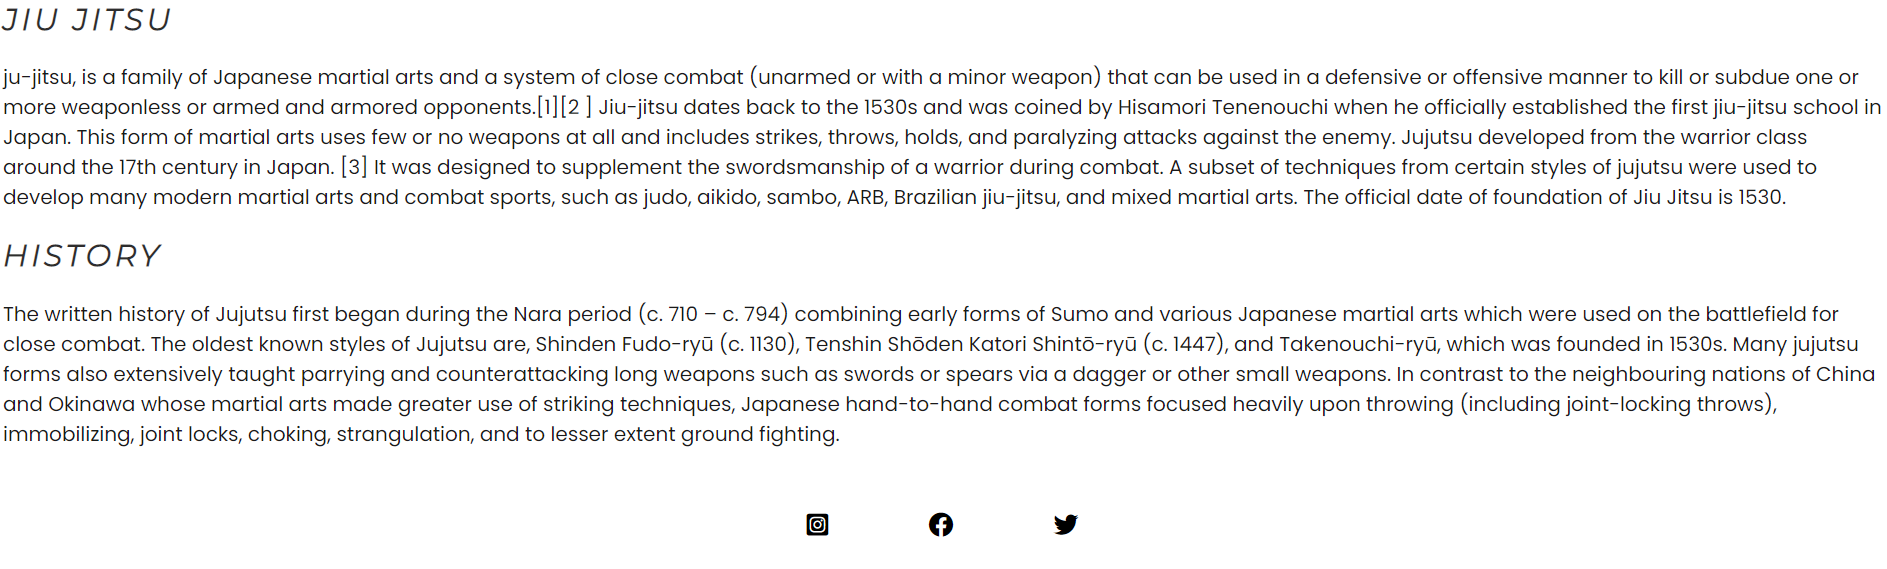 JIU JITSU
ju-jitsu, is a family of Japanese martial arts and a system of close combat (unarmed or with a minor weapon) that can be used in a defensive or offensive manner to kill or subdue one or
more weaponless or armed and armored opponents.[1][2 ] Jiu-jitsu dates back to the 1530s and was coined by Hisamori Tenenouchi when he officially established the first jiu-jitsu school in
Japan. This form of martial arts uses few or no weapons at all and includes strikes, throws, holds, and paralyzing attacks against the enemy. Jujutsu developed from the warrior class
around the 17th century in Japan. [3] It was designed to supplement the swordsmanship of a warrior during combat. A subset of techniques from certain styles of jujutsu were used to
develop many modern martial arts and combat sports, such as judo, aikido, sambo, ARB, Brazilian jiu-jitsu, and mixed martial arts. The official date of foundation of Jiu Jitsu is 1530.
HISTORY
The written history of Jujutsu first began during the Nara period (c. 710 – c. 794) combining early forms of Sumo and various Japanese martial arts which were used on the battlefield for
close combat. The oldest known styles of Jujutsu are, Shinden Fudo-ryū (c. 1130), Tenshin Shōden Katori Shintō-ryū (c. 1447), and Takenouchi-ryū, which was founded in 1530s. Many jujutsu
forms also extensively taught parrying and counterattacking long weapons such as swords or spears via a dagger or other small weapons. In contrast to the neighbouring nations of China
and Okinawa whose martial arts made greater use of striking techniques, Japanese hand-to-hand combat forms focused heavily upon throwing (including joint-locking throws),
immobilizing, joint locks, choking, strangulation, and to lesser extent ground fighting.